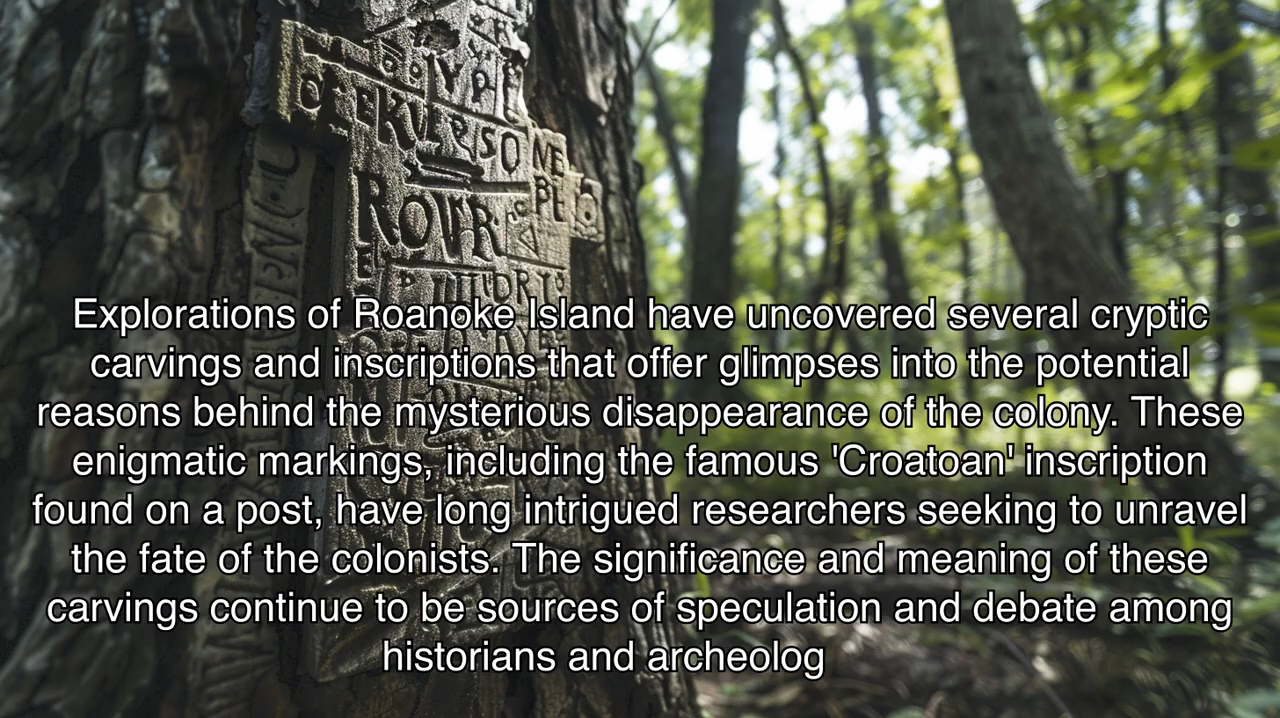 Explorations of Roanoke Island have uncovered several cryptic
carvings and inscriptions that offer glimpses into the potential
reasons behind the mysterious disappearance of the colony. These
enigmatic markings, including the famous 'Croatoan' inscription
found on a post, have long intrigued researchers seeking to unravel
the fate of the colonists. The significance and meaning of these
carvings continue to be sources of speculation and debate among
historians and archeolog